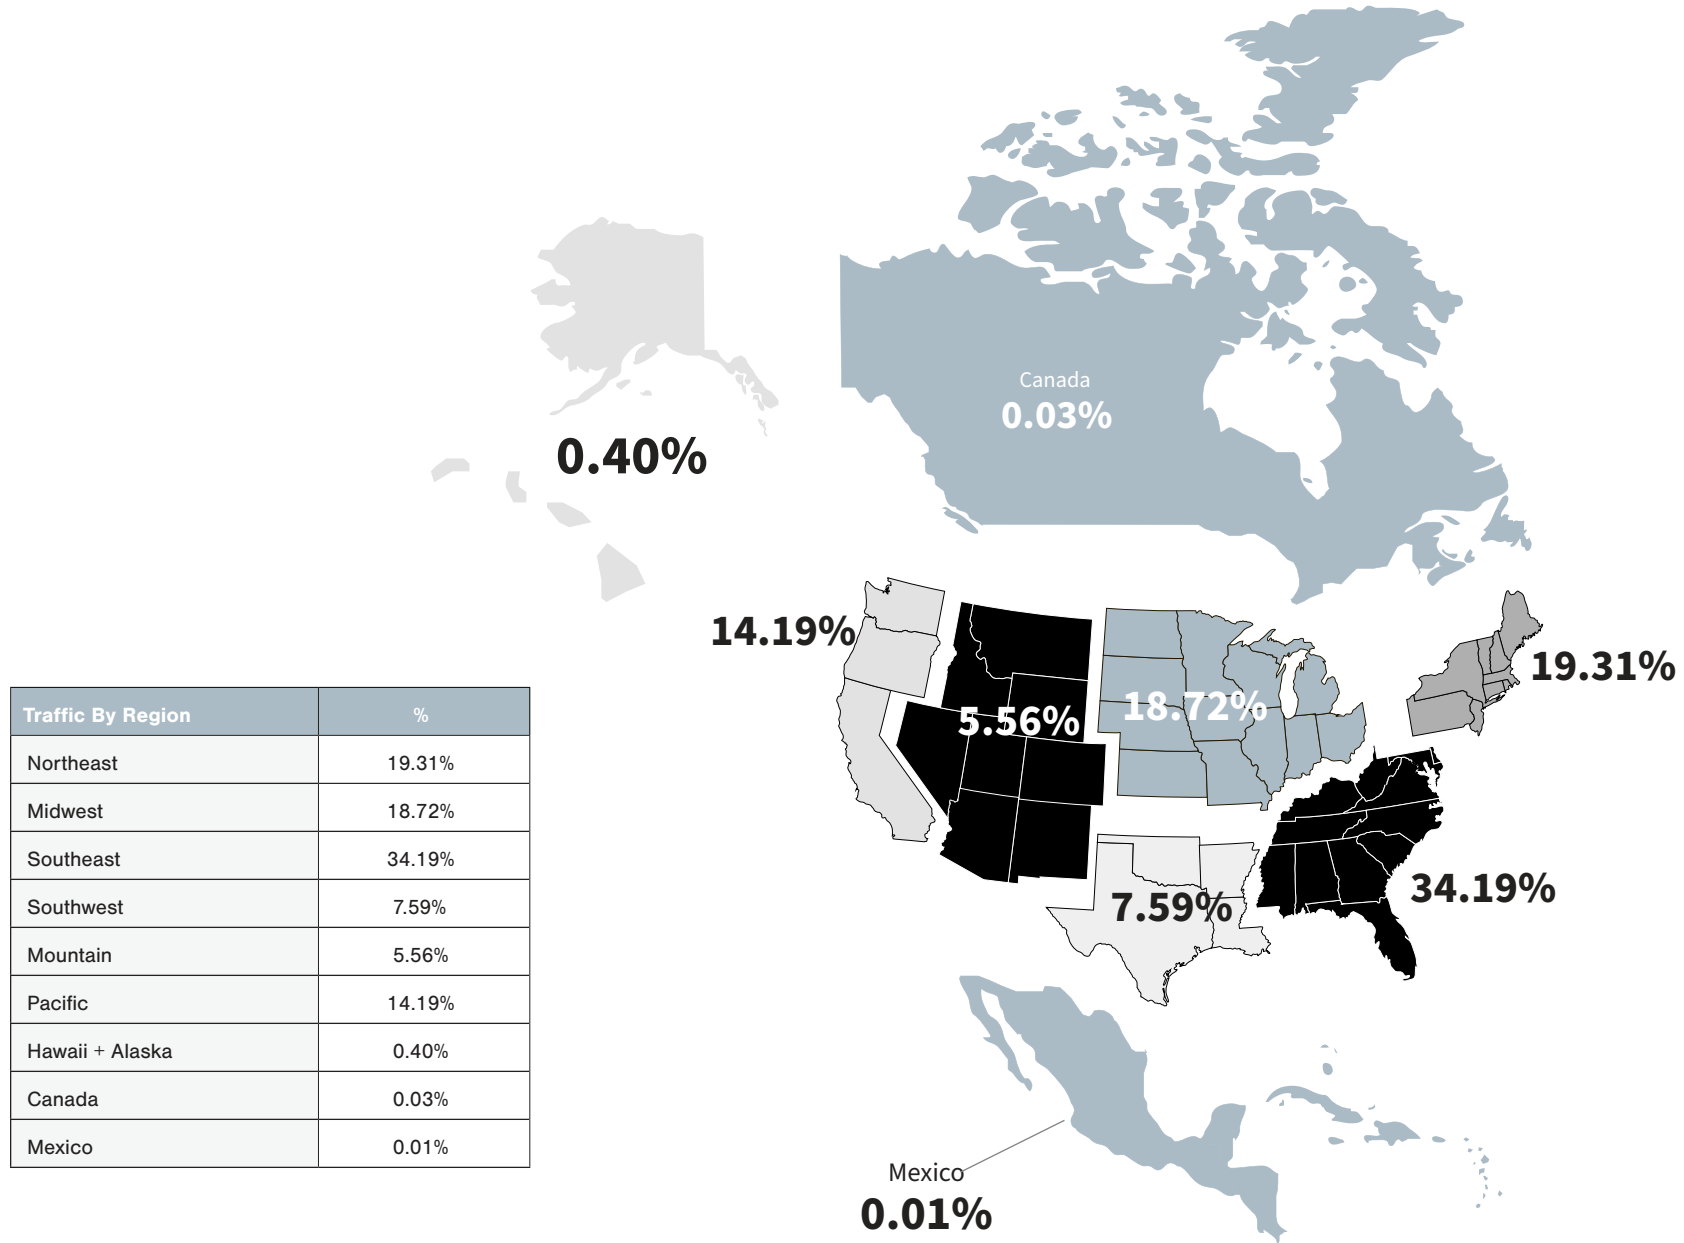 Canada
0.03%
0.40%
14.19%
19.31%
5.56%
18.72%
34.19%
7.59%
Mexico
0.01%
Traffic By Region %
Northeast 19.31%
Midwest 18.72%
Southeast 34.19%
Southwest 7.59%
Mountain 5.56%
Pacific 14.19%
Hawaii + Alaska 0.40%
Canada 0.03%
Mexico 0.01%